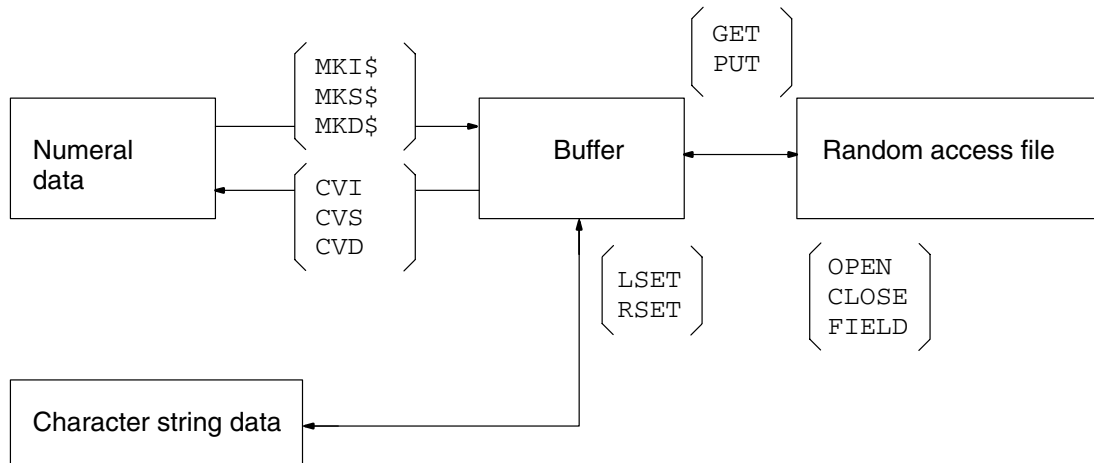 GET
PUT
MKI$
MKS$
MKD$
Numeral
data
Buffer
Random access file
CVI
CVS
CVD
LSET
RSET
OPEN
CLOSE
FIELD
Character string data